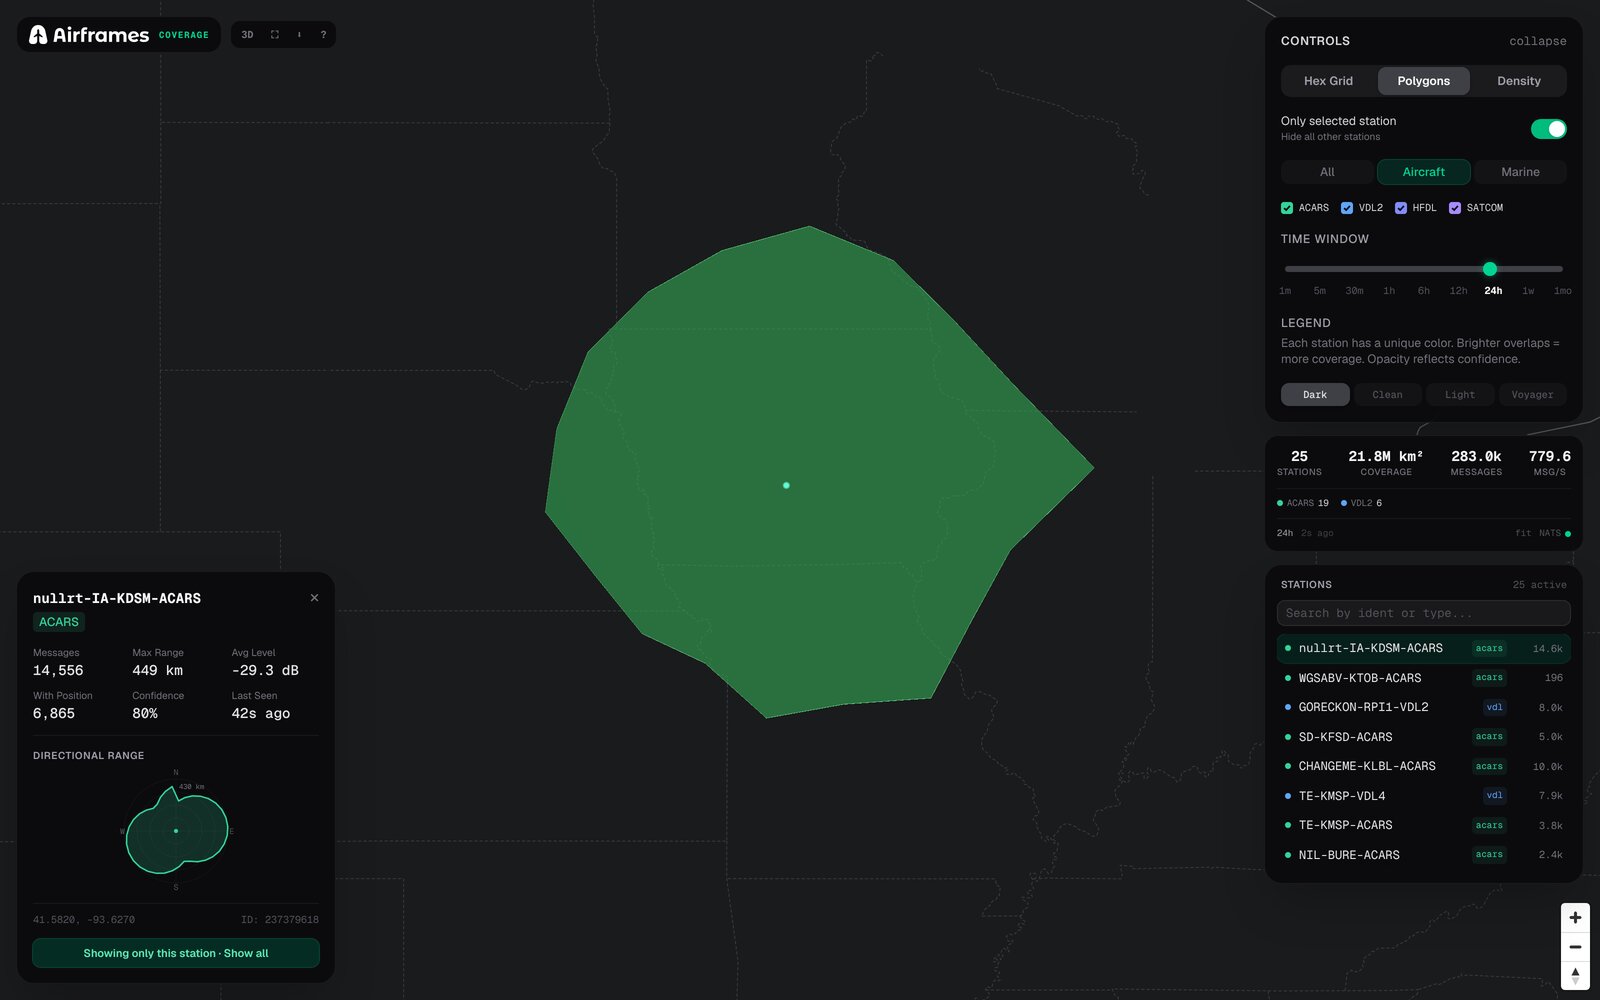 Airframes COVERAGE
3D ?
CONTROLS collapse
Hex Grid Polygons Density
Only selected station
Hide all other stations
All Aircraft Marine
ACARS VDL2 HFDL SATCOM
TIME WINDOW
1m 5m 30m 1h 6h 12h 24h 1w 1mo
LEGEND
Each station has a unique color. Brighter overlaps =
more coverage. Opacity reflects confidence.
Dark Clean Light Voyager
25 21.8M km² 283.0k 779.6
STATIONS COVERAGE MESSAGES MSG/S
ACARS 19 VDL2 6
24h 2s ago fit NATS
STATIONS 25 active
Search by ident or type...
nullrt-IA-KDSM-ACARS acars 14.6k
WGSABV-KTOB-ACARS acars 196
GORECKON-RPI1-VDL2 vdl 8.0k
SD-KFSD-ACARS acars 5.0k
CHANGEME-KLBL-ACARS acars 10.0k
TE-KMSP-VDL4 vdl 7.9k
TE-KMSP-ACARS acars 3.8k
NIL-BURE-ACARS acars 2.4k
nullrt-IA-KDSM-ACARS ×
ACARS
Messages Max Range Avg Level
14,556 449 km -29.3 dB
With Position Confidence Last Seen
6,865 80% 42s ago
DIRECTIONAL RANGE
N
430 km
W E
S
41.5820, -93.6270 ID: 237379618
Showing only this station · Show all